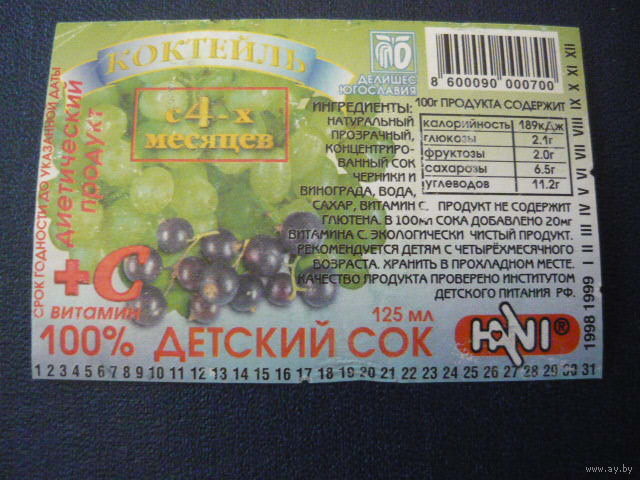 КОКТЕЙЛЬ
с 4-х
месяцев
диетический
продукт
СРОК ГОДНОСТИ ДО УКАЗАННОЙ ДАТЫ
+C
ВИТАМИН
100% ДЕТСКИЙ СОК
125 МЛ
ДЕЛИШЕС
ЮГОСЛАВИЯ
8 600090 000700
ИНГРЕДИЕНТЫ:
НАТУРАЛЬНЫЙ
ПРОЗРАЧНЫЙ,
КОНЦЕНТРИРО-
ВАННЫЙ СОК
ЧЕРНИКИ И
ВИНОГРАДА, ВОДА,
САХАР, ВИТАМИН С.
100г ПРОДУКТА СОДЕРЖИТ
калорийность 189кДж
глюкозы 2.1г
фруктозы 2.0г
сахарозы 6.5г
углеводов 11.2г
ПРОДУКТ НЕ СОДЕРЖИТ
ГЛЮТЕНА. В 100мл СОКА ДОБАВЛЕНО 20мг
ВИТАМИНА С. ЭКОЛОГИЧЕСКИ ЧИСТЫЙ ПРОДУКТ.
РЕКОМЕНДУЕТСЯ ДЕТЯМ С ЧЕТЫРЁХМЕСЯЧНОГО
ВОЗРАСТА. ХРАНИТЬ В ПРОХЛАДНОМ МЕСТЕ.
КАЧЕСТВО ПРОДУКТА ПРОВЕРЕНО ИНСТИТУТОМ
ДЕТСКОГО ПИТАНИЯ РФ.
ЮNNI®
1998 1999 I II III IV V VI VII VIII IX X XI XII
1 2 3 4 5 6 7 8 9 10 11 12 13 14 15 16 17 18 19 20 21 22 23 24 25 26 27 28 29 30 31
www.ay.by